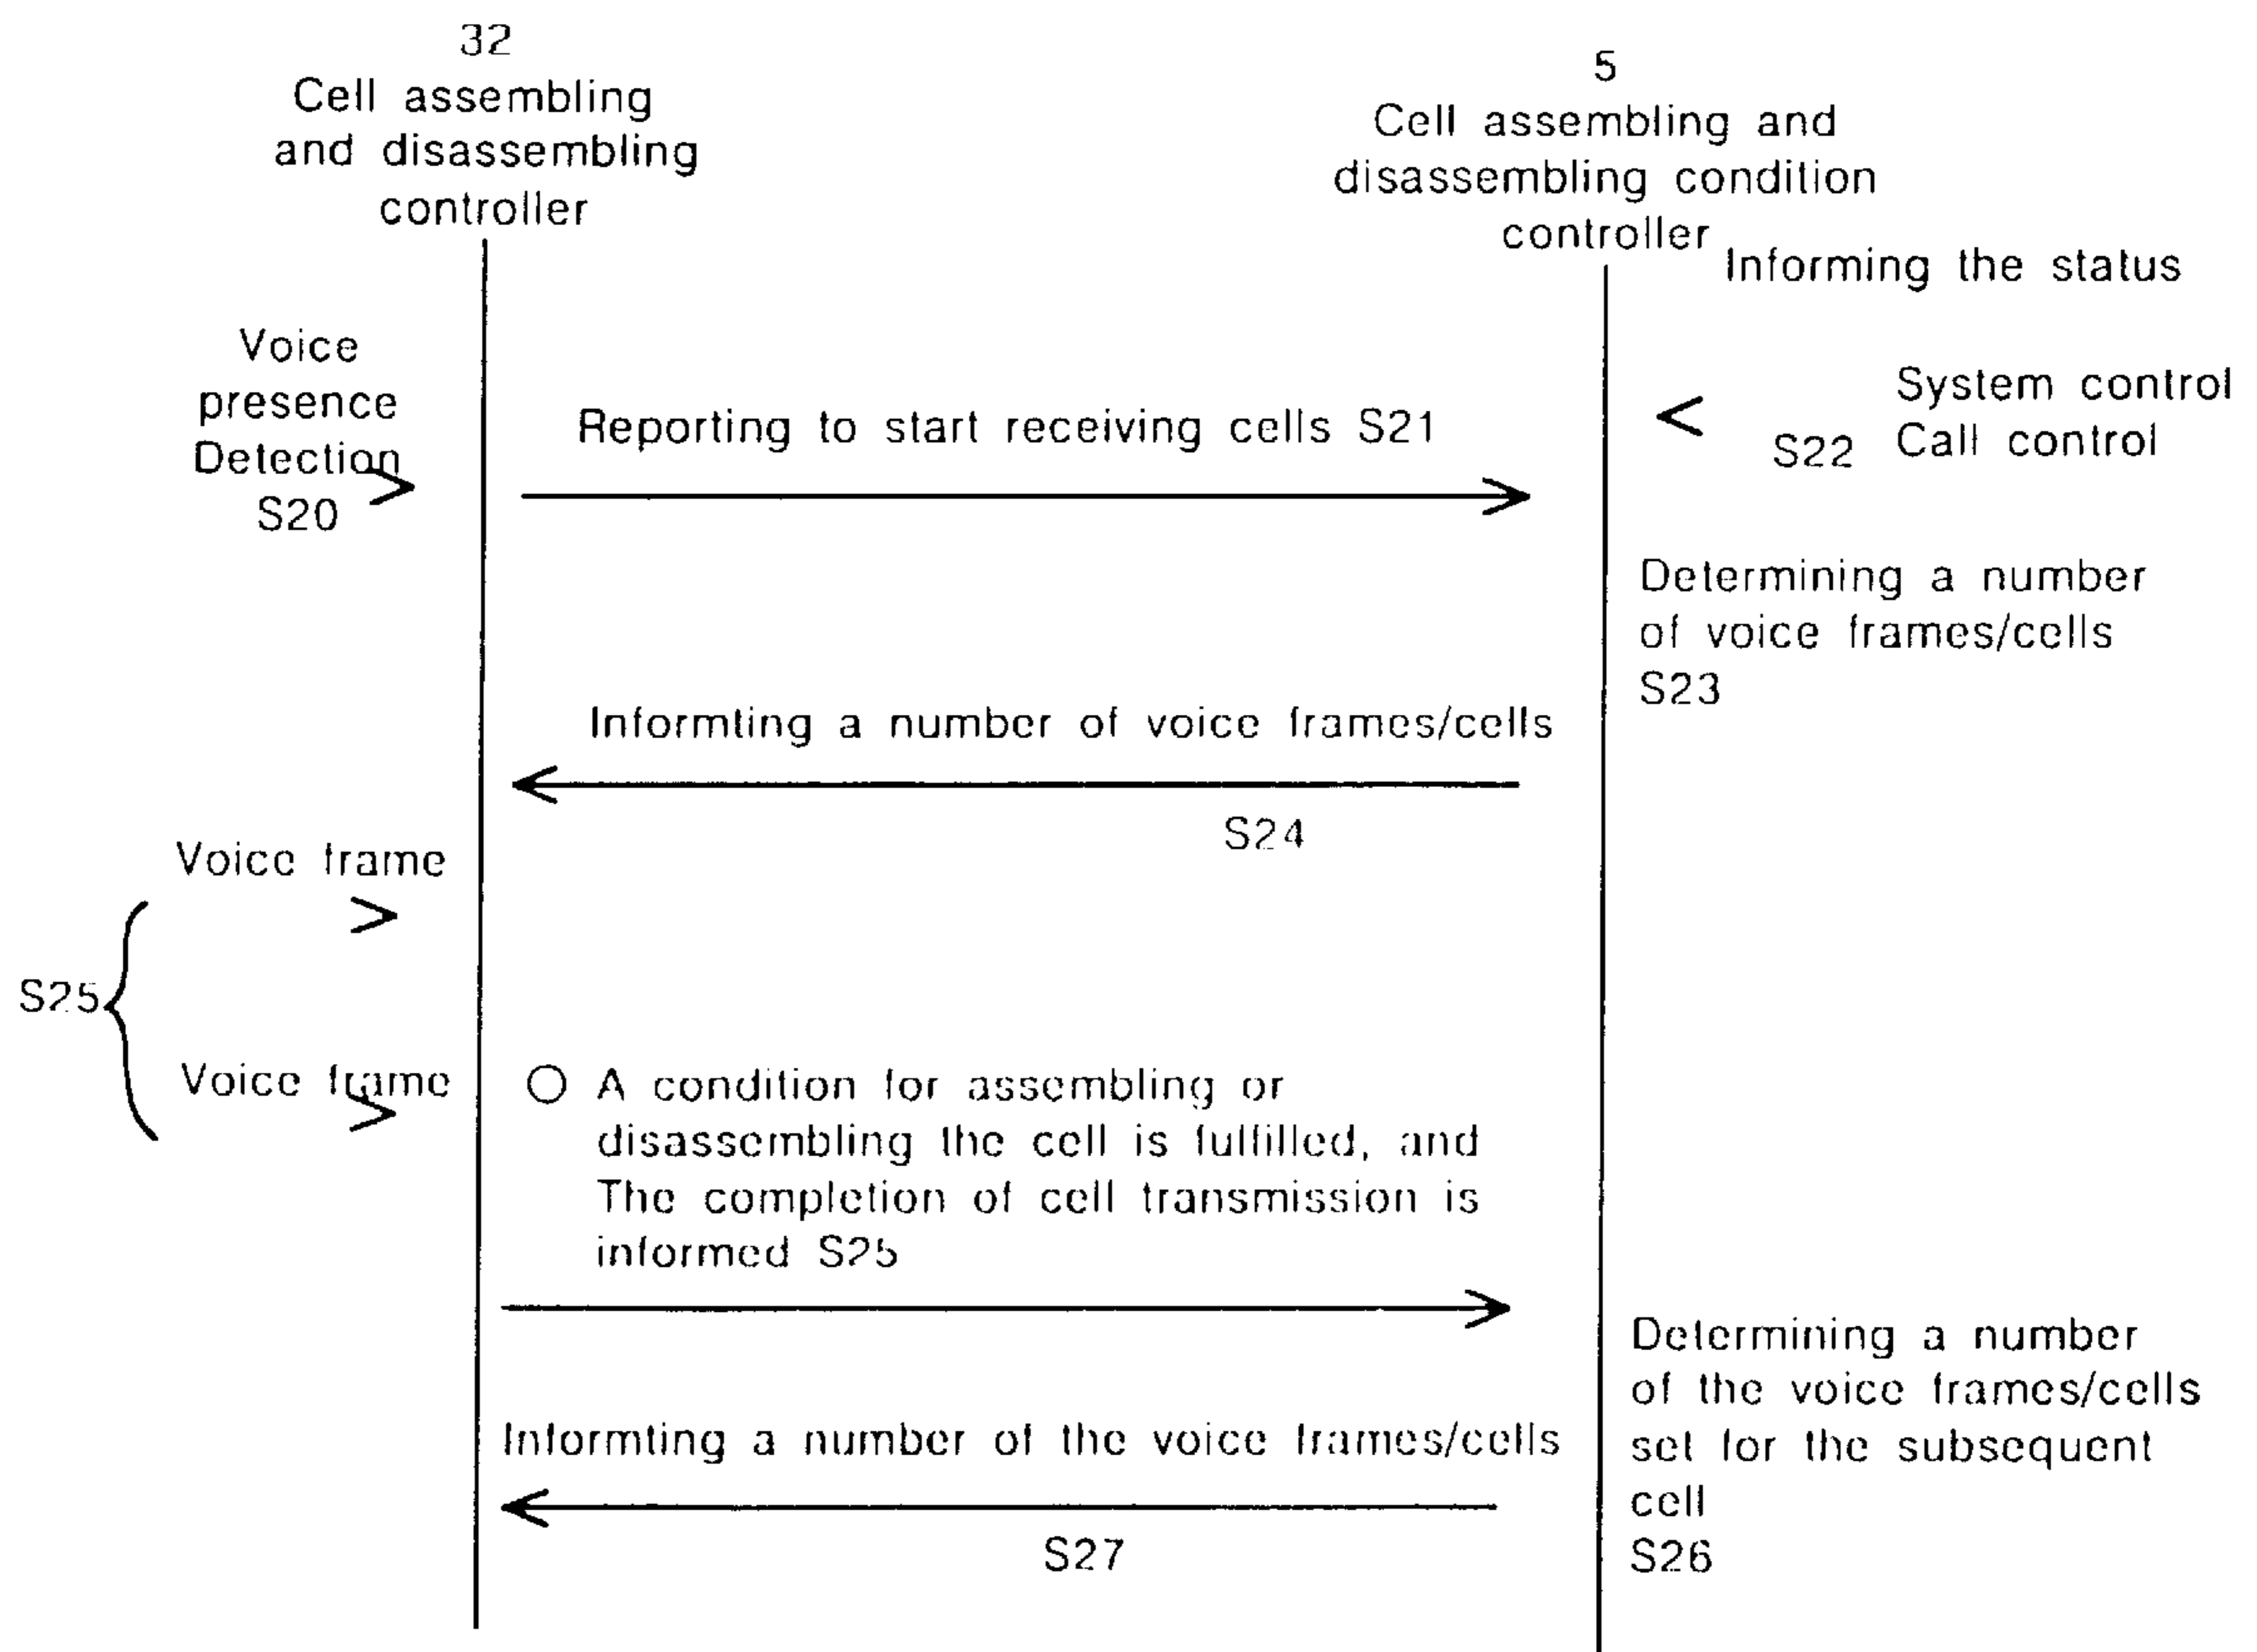 32
Cell assembling
and disassembling
controller
5
Cell assembling and
disassembling condition
controller
Informing the status
Voice
presence
Detection
S20
Reporting to start receiving cells S21
System control
S22 Call control
Determining a number
of voice frames/cells
S23
Informting a number of voice frames/cells
S24
Voice frame
S25
Voice frame
A condition for assembling or
disassembling the cell is fulfilled, and
The completion of cell transmission is
informed S25
Determining a number
of the voice frames/cells
set for the subsequent
cell
S26
Informting a number of the voice frames/cells
S27